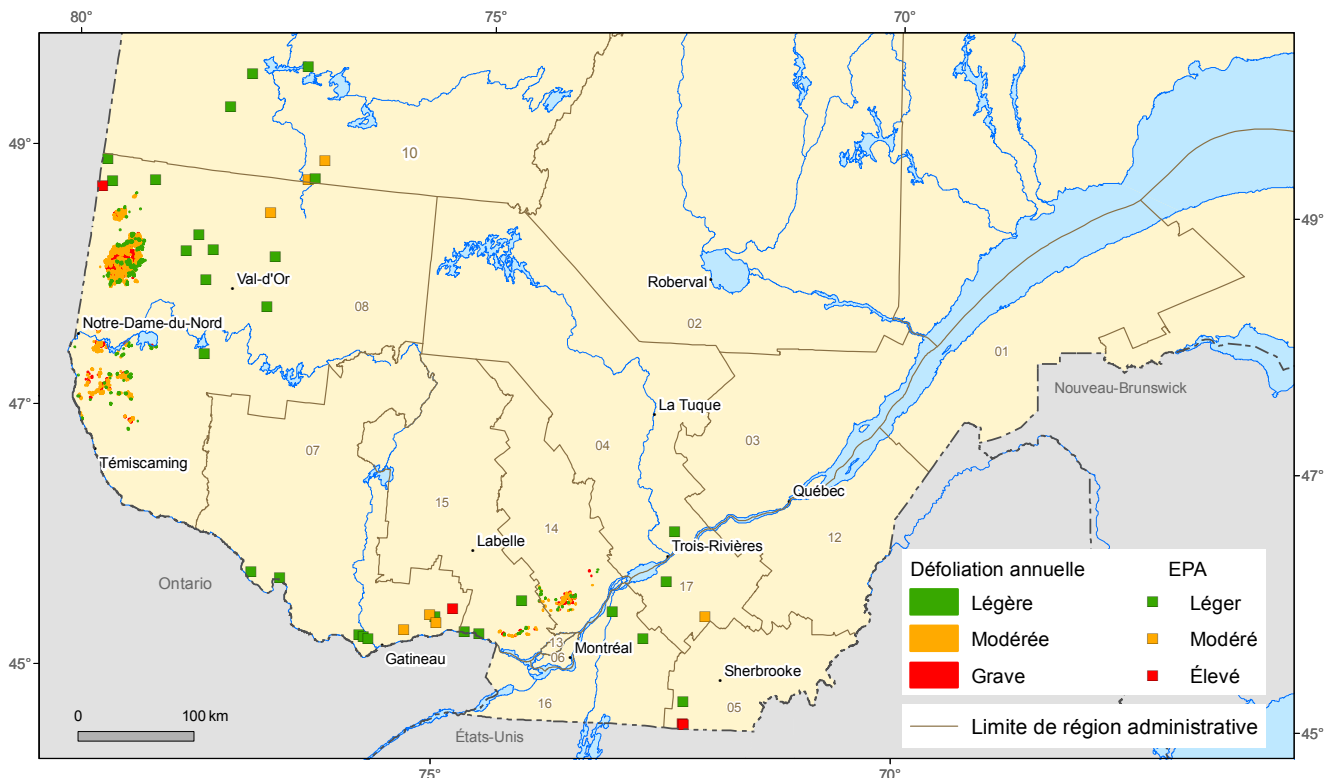 80°
75°
70°
49°
10
Val-d'Or
Roberval
49°
08
Notre-Dame-du-Nord
02
01
Nouveau-Brunswick
47°
La Tuque
04
03
07
Témiscaming
Québec
47°
15
14
12
Labelle
Trois-Rivières
Ontario
17
13
Montréal
06
45°
Gatineau
Sherbrooke
16
05
États-Unis
0 100 km
Défoliation annuelle EPA
Légère Léger
Modérée Modéré
Grave Élevé
Limite de région administrative
45°
75°
70°